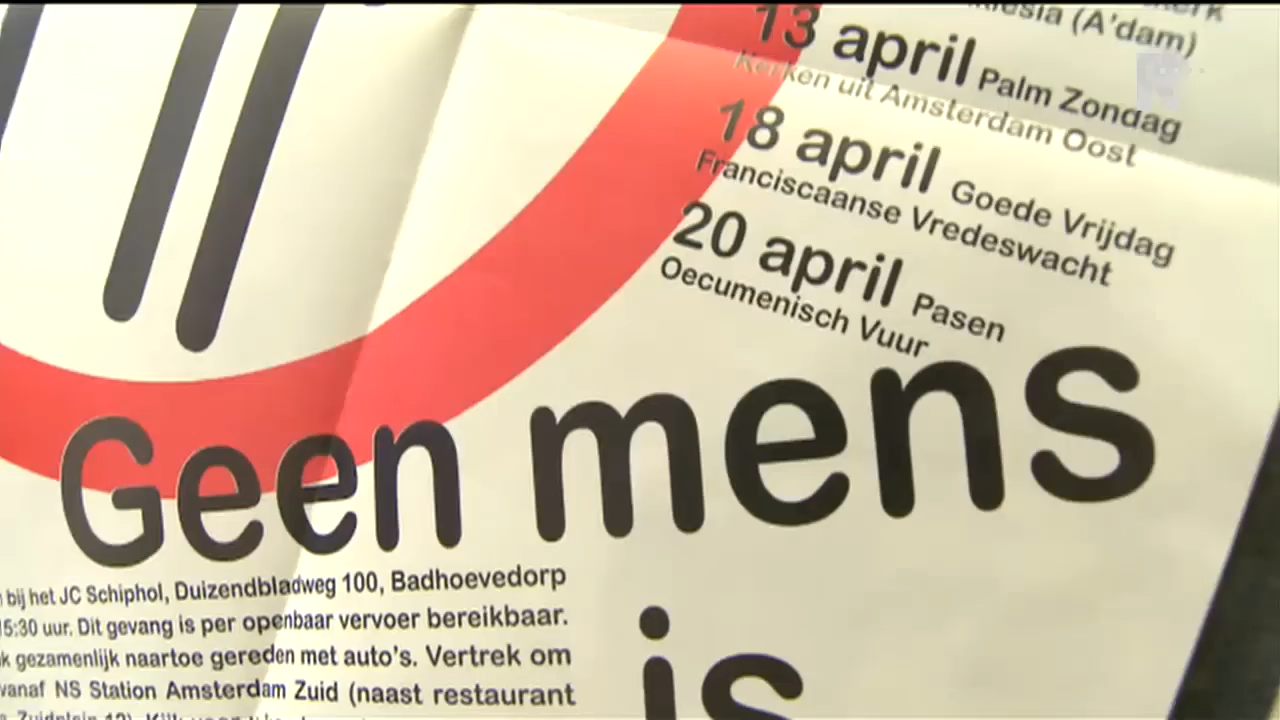 (A'dam)
13 april Palm Zondag
Kerken uit Amsterdam Oost
18 april Goede Vrijdag
Franciscaanse Vredeswacht
20 april Pasen
Oecumenisch Vuur
Geen mens
is
bij het JC Schiphol, Duizendbladweg 100, Badhoevedorp
15:30 uur. Dit gevang is per openbaar vervoer bereikbaar.
gezamenlijk naartoe gereden met auto's. Vertrek om
vanaf NS Station Amsterdam Zuid (naast restaurant